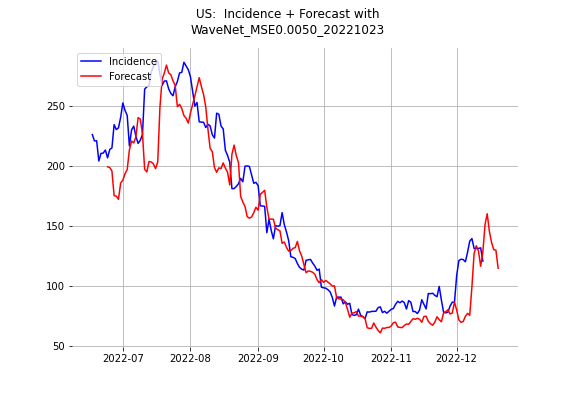 US:  Incidence + Forecast with
WaveNet_MSE0.0050_20221023
Incidence
Forecast
250
200
150
100
50
2022-07
2022-08
2022-09
2022-10
2022-11
2022-12